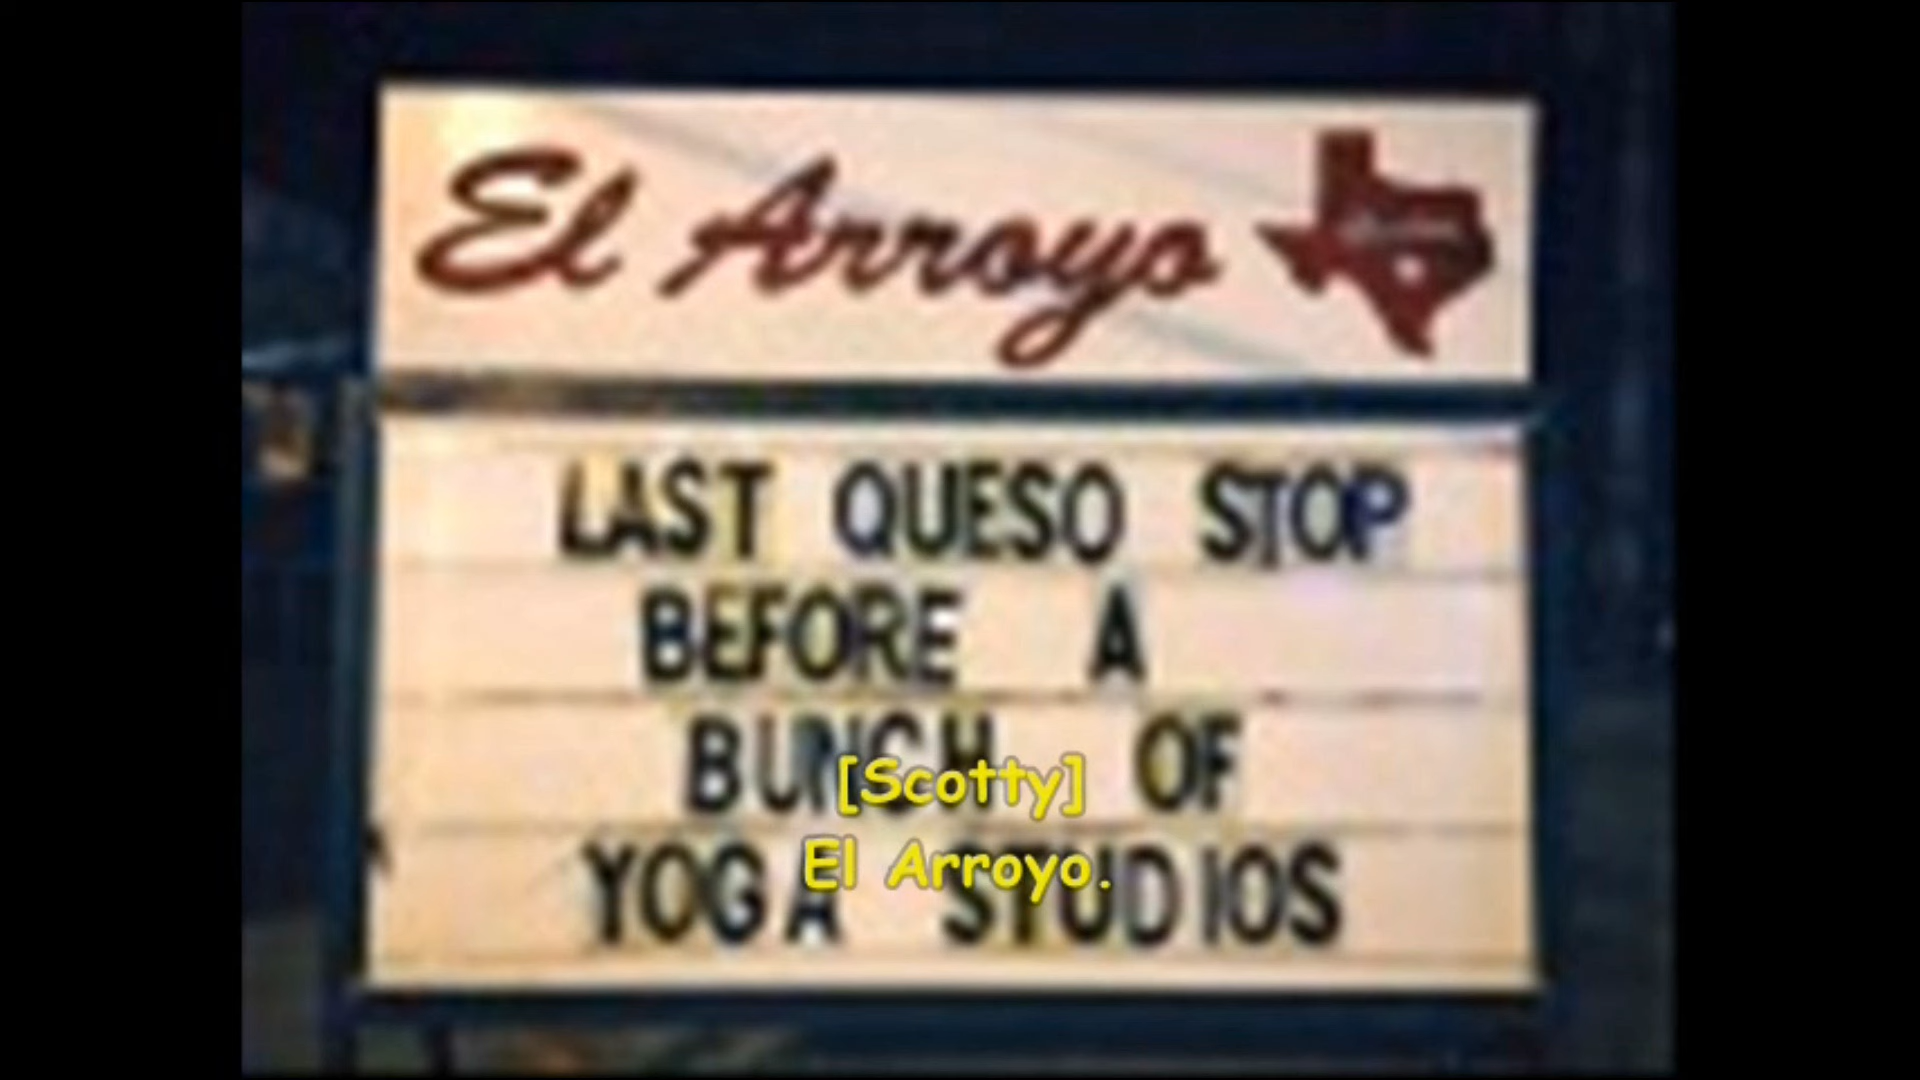 El Arroyo
LAST QUESO STOP
BEFORE A
BUNCH OF
[Scotty]
El Arroyo.
YOGA STUDIOS